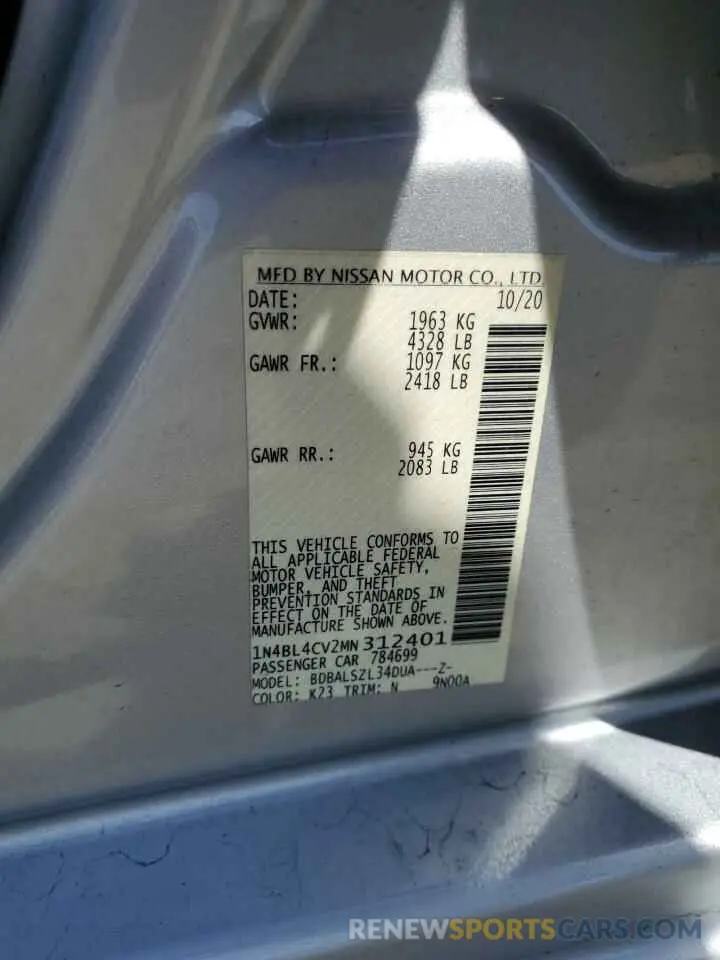 MFD BY NISSAN MOTOR CO., LTD.
DATE: 10/20
GVWR: 1963 KG
4328 LB
GAWR FR.: 1097 KG
2418 LB
GAWR RR.: 945 KG
2083 LB
THIS VEHICLE CONFORMS TO
ALL APPLICABLE FEDERAL
MOTOR VEHICLE SAFETY,
BUMPER, AND THEFT
PREVENTION STANDARDS IN
EFFECT ON THE DATE OF
MANUFACTURE SHOWN ABOVE.
1N4BL4CV2MN312401
PASSENGER CAR 784699
MODEL: BDBALSZL34DUA---Z-
COLOR: K23 TRIM: N 9N00A
RENEWSPORTSCARS.COM